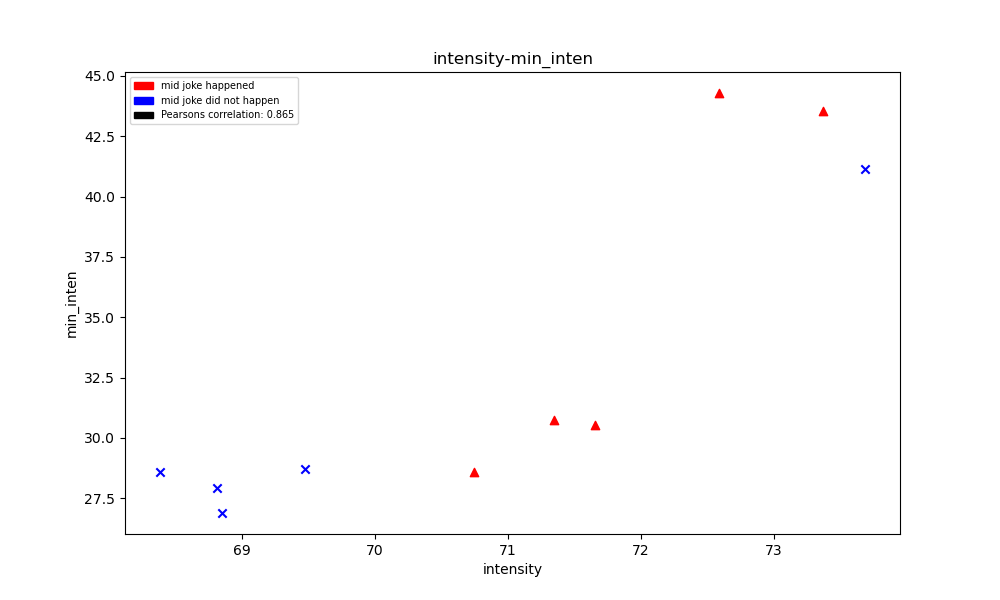 intensity-min_inten
mid joke happened
mid joke did not happen
Pearsons correlation: 0.865
45.0
42.5
40.0
37.5
35.0
32.5
30.0
27.5
min_inten
69 70 71 72 73
intensity